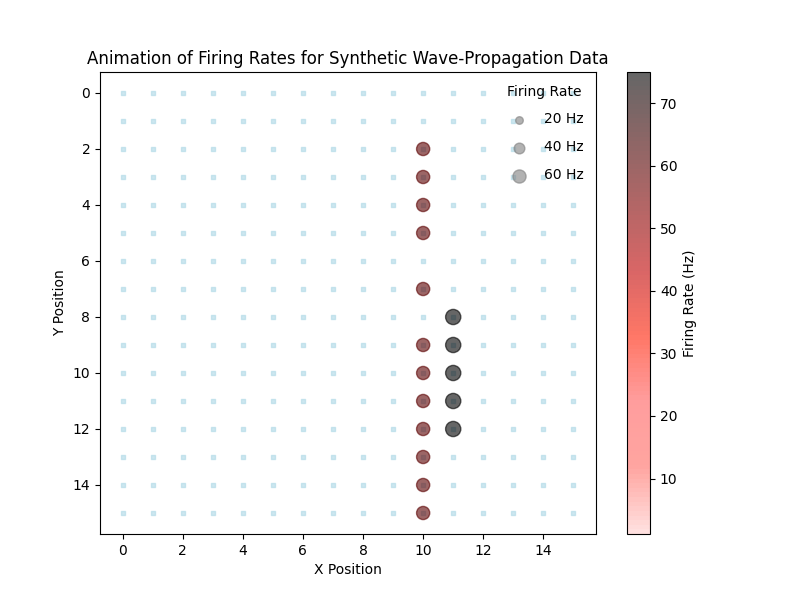 Animation of Firing Rates for Synthetic Wave-Propagation Data
Firing Rate
20 Hz
40 Hz
60 Hz
0
2
4
6
8
10
12
14
Y Position
0
2
4
6
8
10
12
14
X Position
70
60
50
40
30
20
10
Firing Rate (Hz)